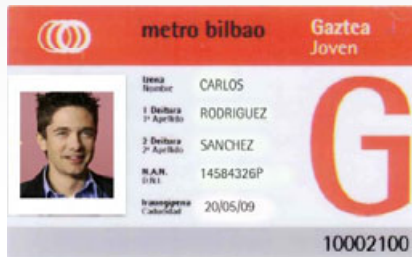 metro bilbao
Gaztea
Joven
Izena
Nombre
CARLOS
1 Deitura
1º Apellido
RODRIGUEZ
2 Deitura
2º Apellido
SANCHEZ
N.A.N.
D.N.I.
14584326P
Iraungipena
Caducidad
20/05/09
G
10002100